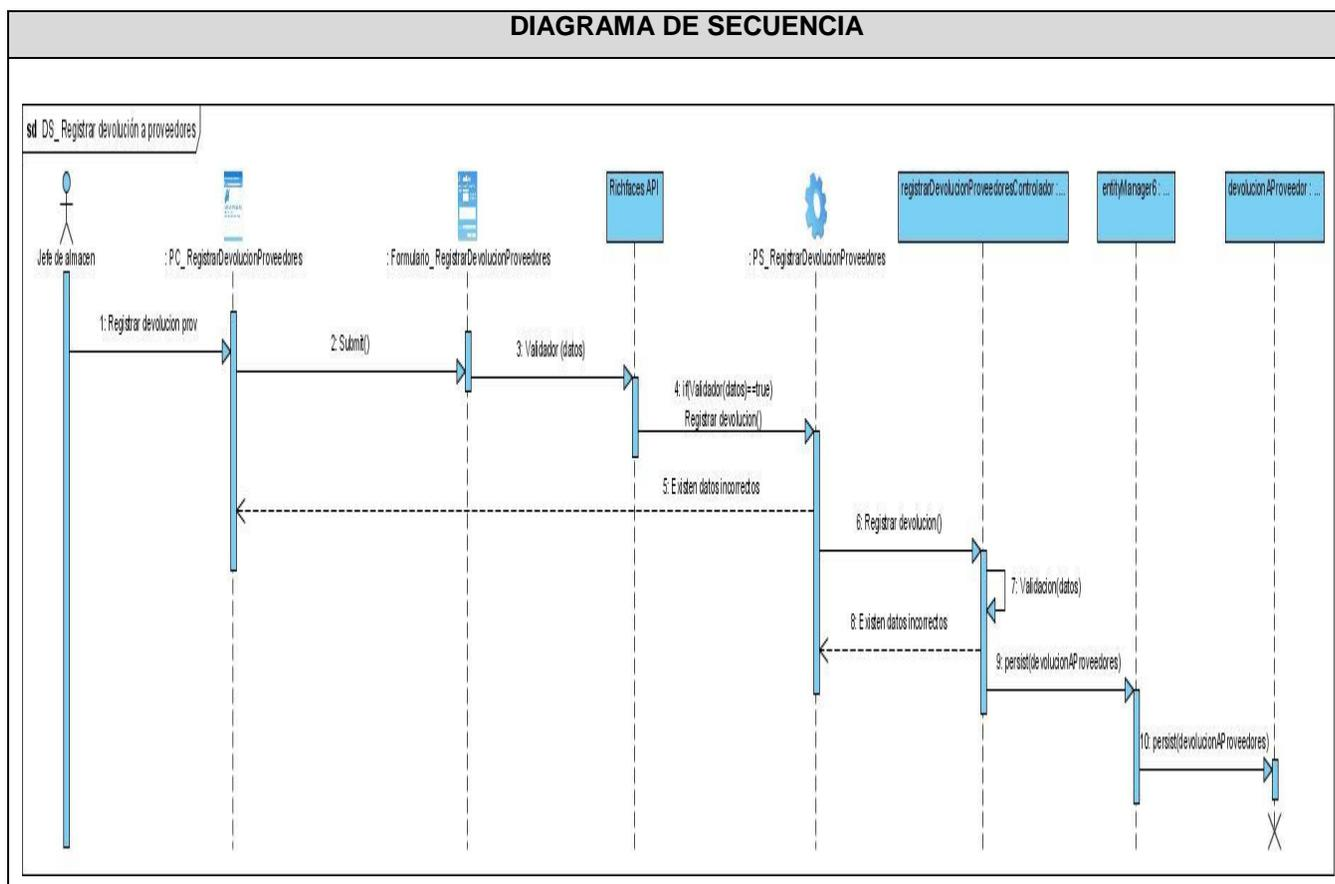 DIAGRAMA DE SECUENCIA
sd DS_Registrar devolución a proveedores
Jefe de almacen
: PC_RegistrarDevolucionProveedores
: Formulario_RegistrarDevolucionProveedores
Richfaces API
: PS_RegistrarDevolucionProveedores
registrarDevolucionProveedoresControlador :...
entityManager6 : ...
devolucionAProveedor : ...
1: Registrar devolucion prov
2: Submit()
3: Validador (datos)
4: if(Validador(datos)==true)
Registrar devolucion()
5: Existen datos incorrectos
6: Registrar devolucion()
7: Validacion(datos)
8: Existen datos incorrectos
9: persist(devolucionAProveedores)
10: persist(devolucionAProveedores)